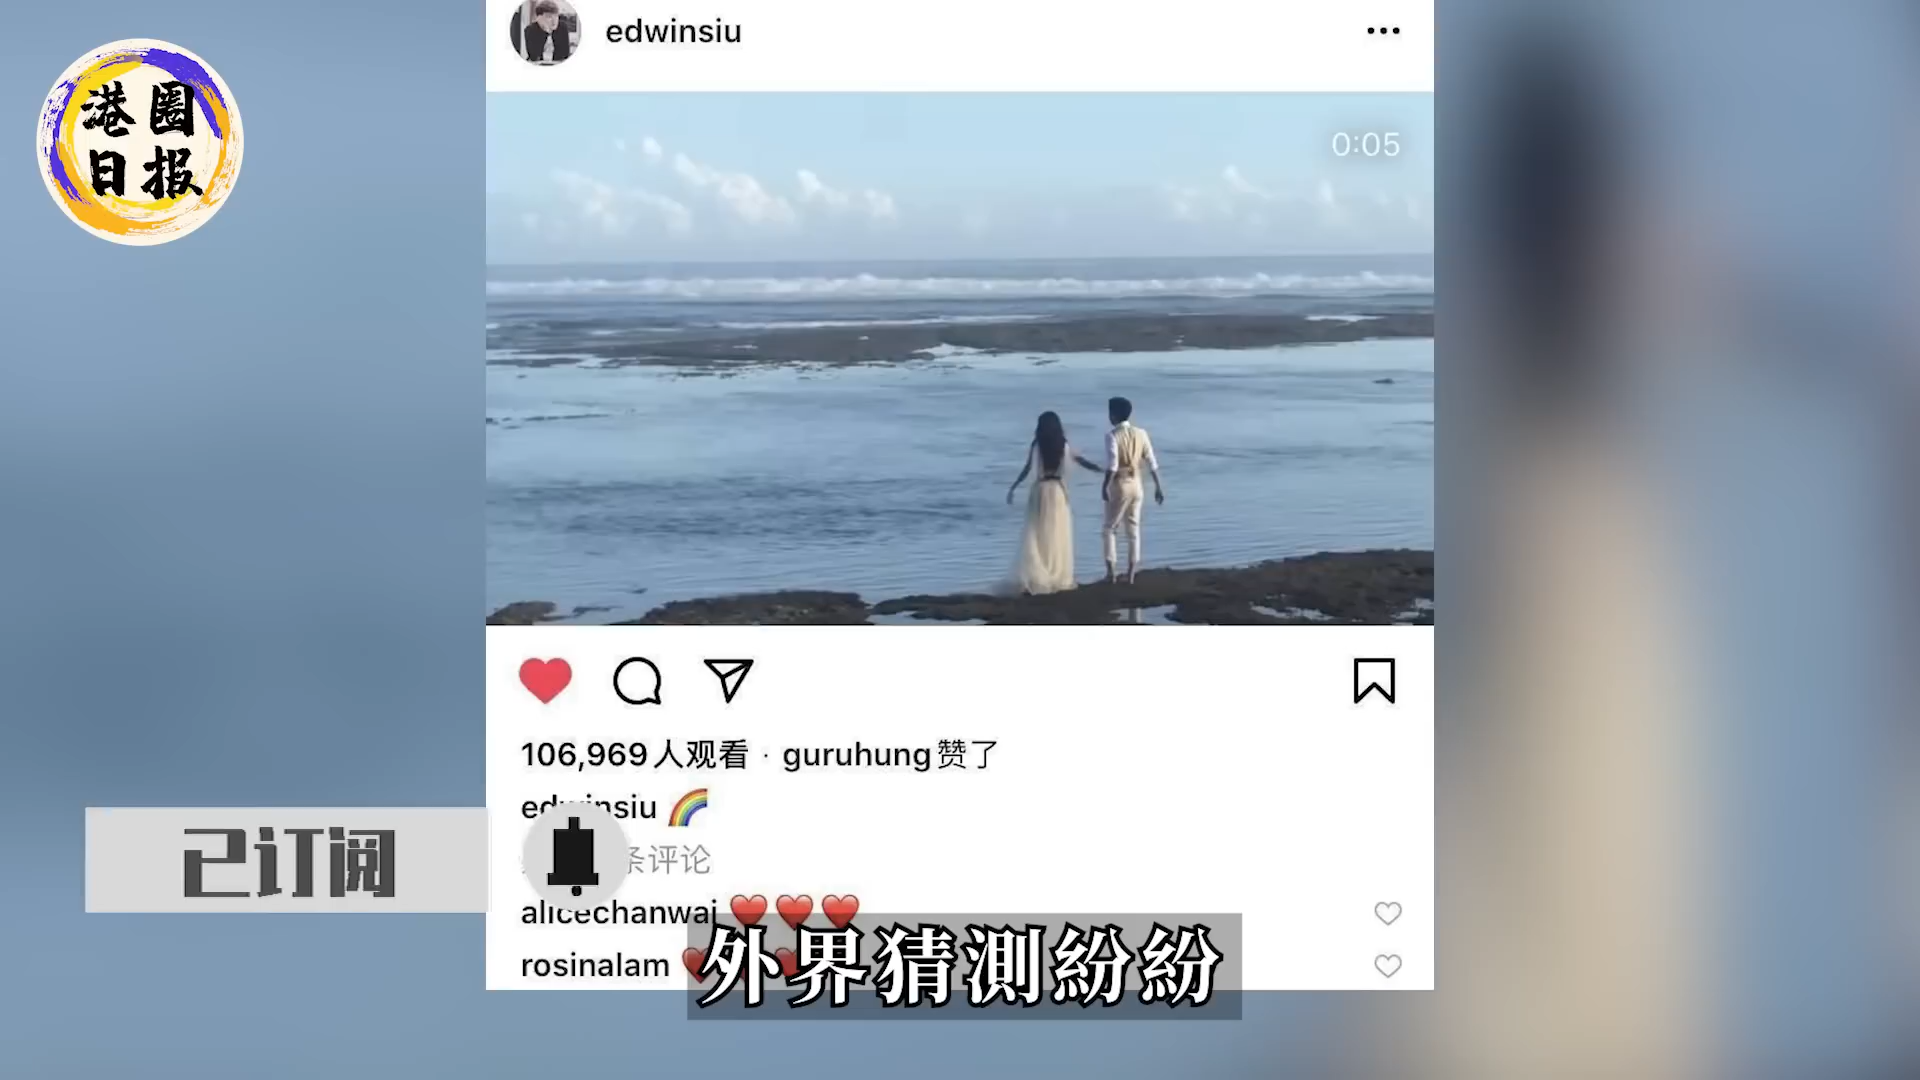 edwinsiu
港圈
日报
0:05
106,969人观看 · guruhung赞了
edwinsiu 🌈
已订阅
条评论
alicechanwai ❤️❤️❤️
rosinalam
外界猜測紛紛